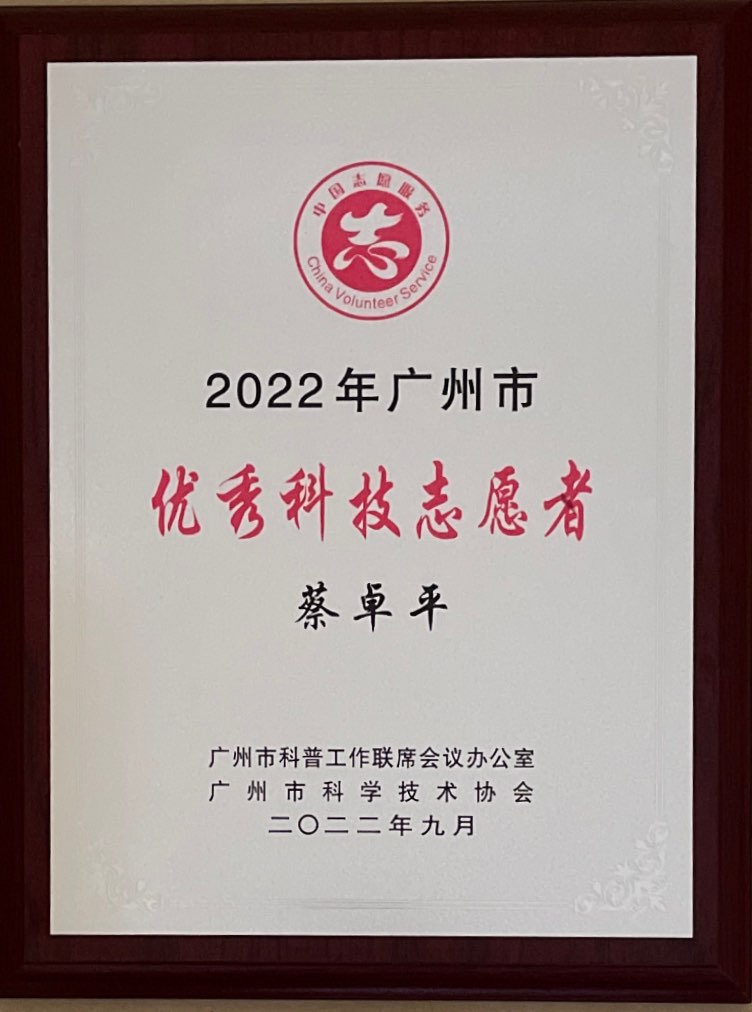 中国志愿服务
志
China Volunteer Service
2022年广州市
优秀科技志愿者
蔡卓平
广州市科普工作联席会议办公室
广州市科学技术协会
二〇二二年九月